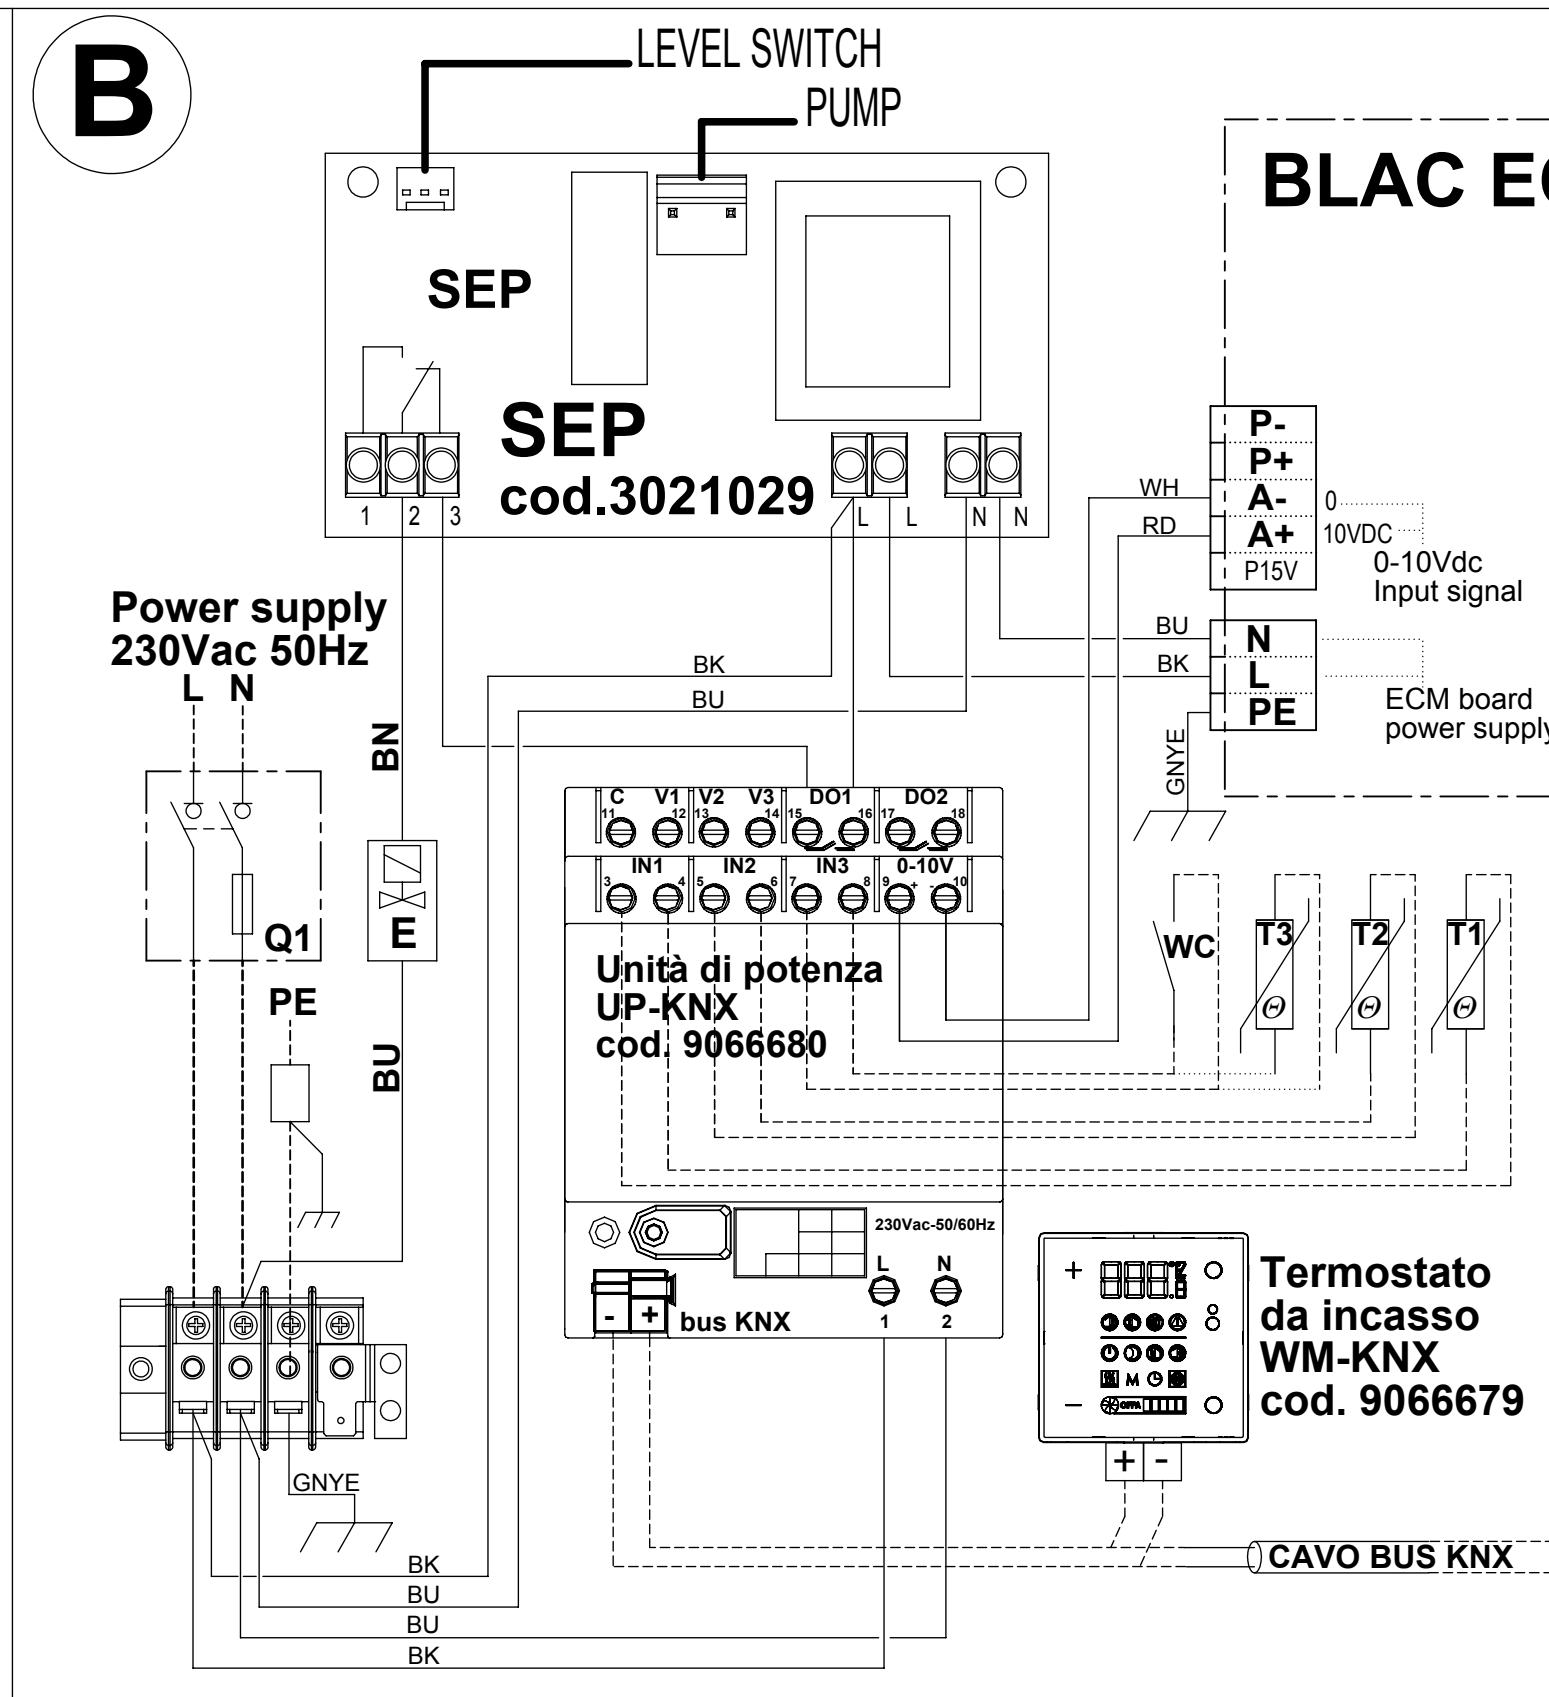 B
LEVEL SWITCH
PUMP
BLAC
SEP
SEP
cod.3021029
1 2 3
L L N N
P-
P+
A-
A+
P15V
WH
RD
0
10VDC
0-10Vdc
Input signal
N
L
PE
BU
BK
GNYE
ECM board
power supply
Power supply
230Vac 50Hz
L N
BK
BU
BN
E
BU
Q1
PE
C V1 V2 V3 DO1 DO2
11 12 13 14 15 16 17 18
IN1 IN2 IN3 0-10V
3 4 5 6 7 8 9 + - 10
Unità di potenza
UP-KNX
cod. 9066680
WC
T3
T2
T1
Θ Θ Θ
230Vac-50/60Hz
L N
1 2
- +
bus KNX
+
-
M
Termostato
da incasso
WM-KNX
cod. 9066679
+ -
CAVO BUS KNX
GNYE
BK
BU
BU
BK